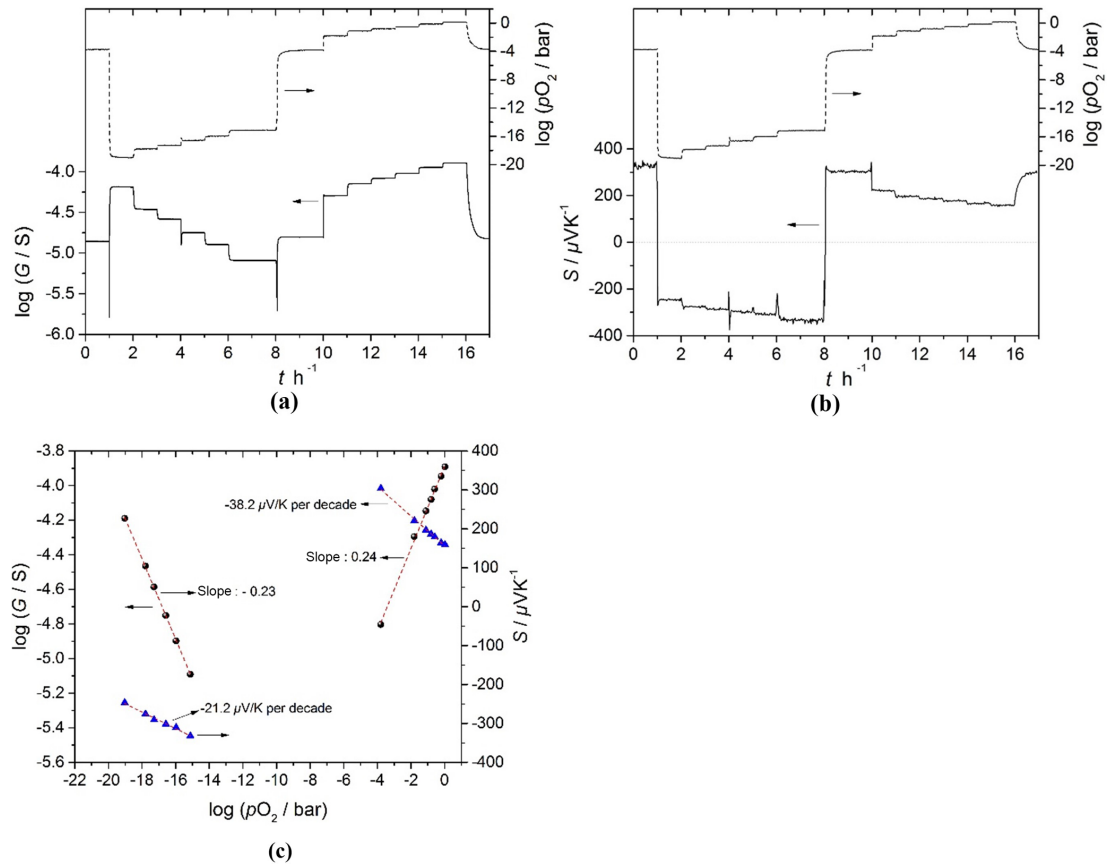 0
-4
-8
-12
-16
-20
log (pO₂ / bar)
-4.0
-4.5
-5.0
-5.5
-6.0
log (G / S)
0 2 4 6 8 10 12 14 16
t h⁻¹
(a)
0
-4
-8
-12
-16
-20
log (pO₂ / bar)
400
200
0
-200
-400
S / µVK⁻¹
0 2 4 6 8 10 12 14 16
t h⁻¹
(b)
-3.8
-4.0
-4.2
-4.4
-4.6
-4.8
-5.0
-5.2
-5.4
-5.6
log (G / S)
400
300
200
100
0
-100
-200
-300
-400
S / µVK⁻¹
-38.2 µV/K per decade
Slope : 0.24
Slope : - 0.23
-21.2 µV/K per decade
-22 -20 -18 -16 -14 -12 -10 -8 -6 -4 -2 0
log (pO₂ / bar)
(c)